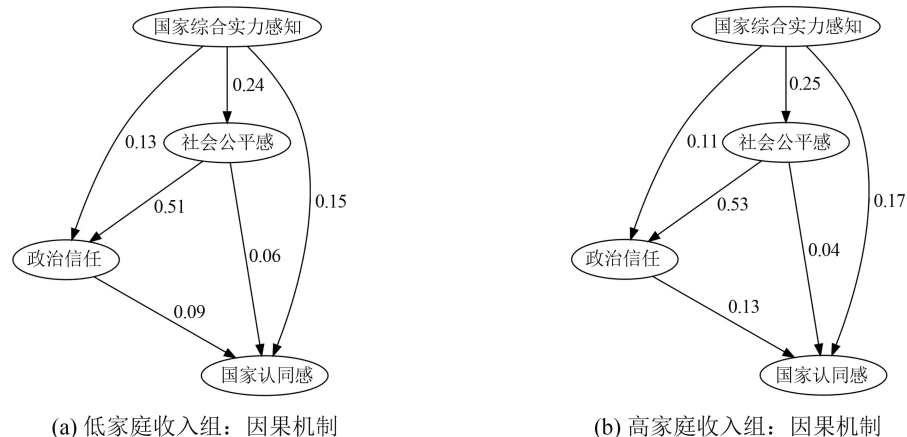 国家综合实力感知
0.24
0.13
社会公平感
0.51
0.15
政治信任
0.06
0.09
国家认同感
(a) 低家庭收入组：因果机制
国家综合实力感知
0.25
0.11
社会公平感
0.53
0.17
政治信任
0.04
0.13
国家认同感
(b) 高家庭收入组：因果机制